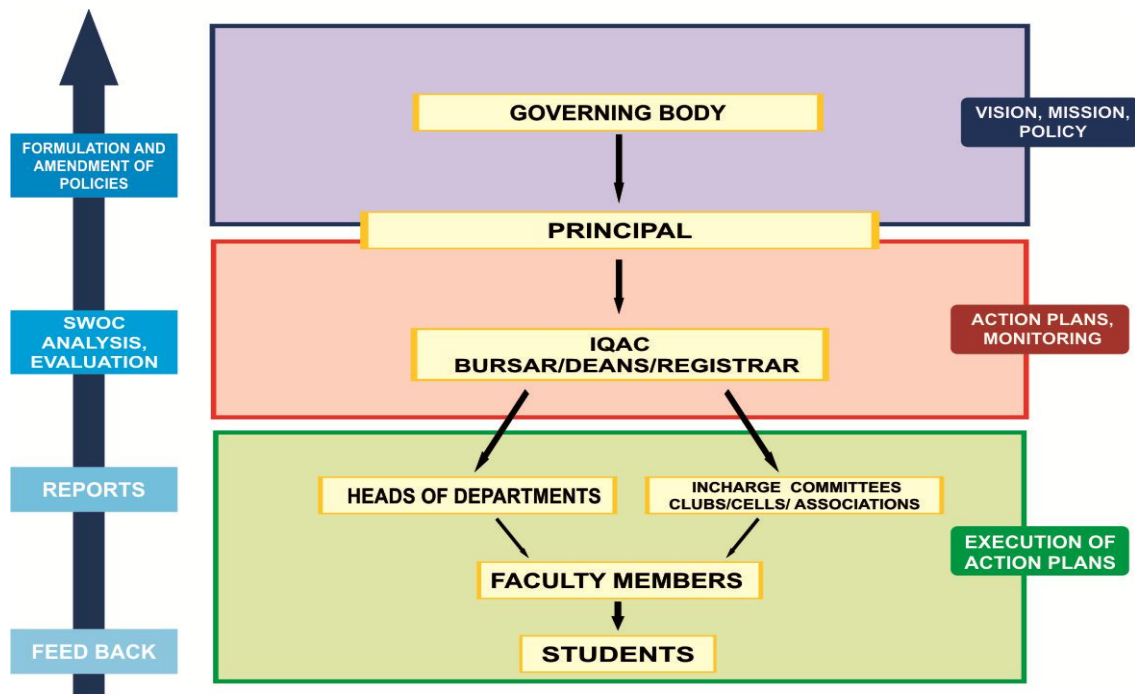 GOVERNING BODY
VISION, MISSION,
POLICY
FORMULATION AND
AMENDMENT OF
POLICIES
PRINCIPAL
SWOC
ANALYSIS,
EVALUATION
IQAC
BURSAR/DEANS/REGISTRAR
ACTION PLANS,
MONITORING
REPORTS
HEADS OF DEPARTMENTS
INCHARGE COMMITTEES
CLUBS/CELLS/ ASSOCIATIONS
EXECUTION OF
ACTION PLANS
FACULTY MEMBERS
FEED BACK
STUDENTS